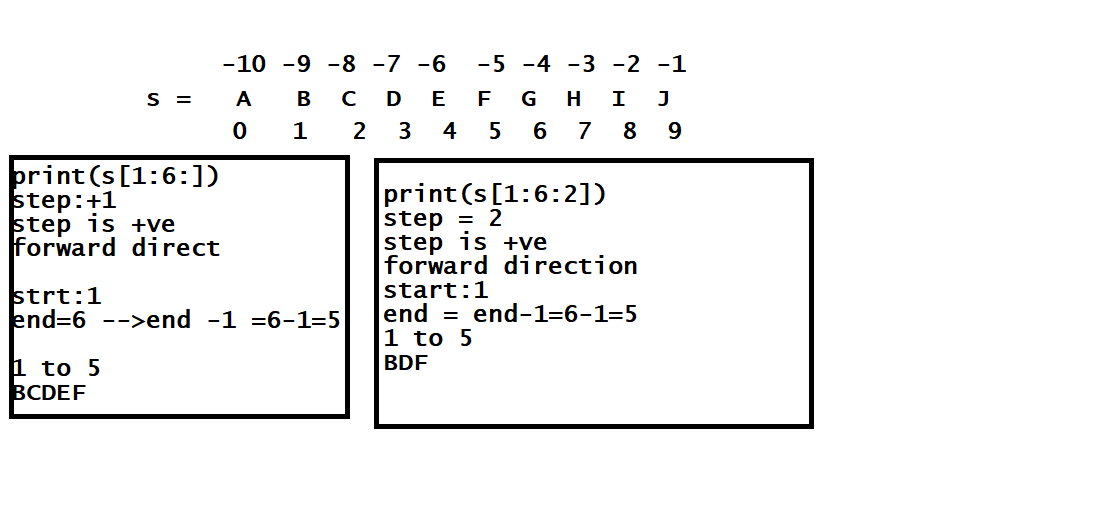 -10 -9 -8 -7 -6 -5 -4 -3 -2 -1
s = A B C D E F G H I J
0 1 2 3 4 5 6 7 8 9
print(s[1:6:])
step:+1
step is +ve
forward direct
strt:1
end=6 -->end -1 =6-1=5
1 to 5
BCDEF
print(s[1:6:2])
step = 2
step is +ve
forward direction
start:1
end = end-1=6-1=5
1 to 5
BDF